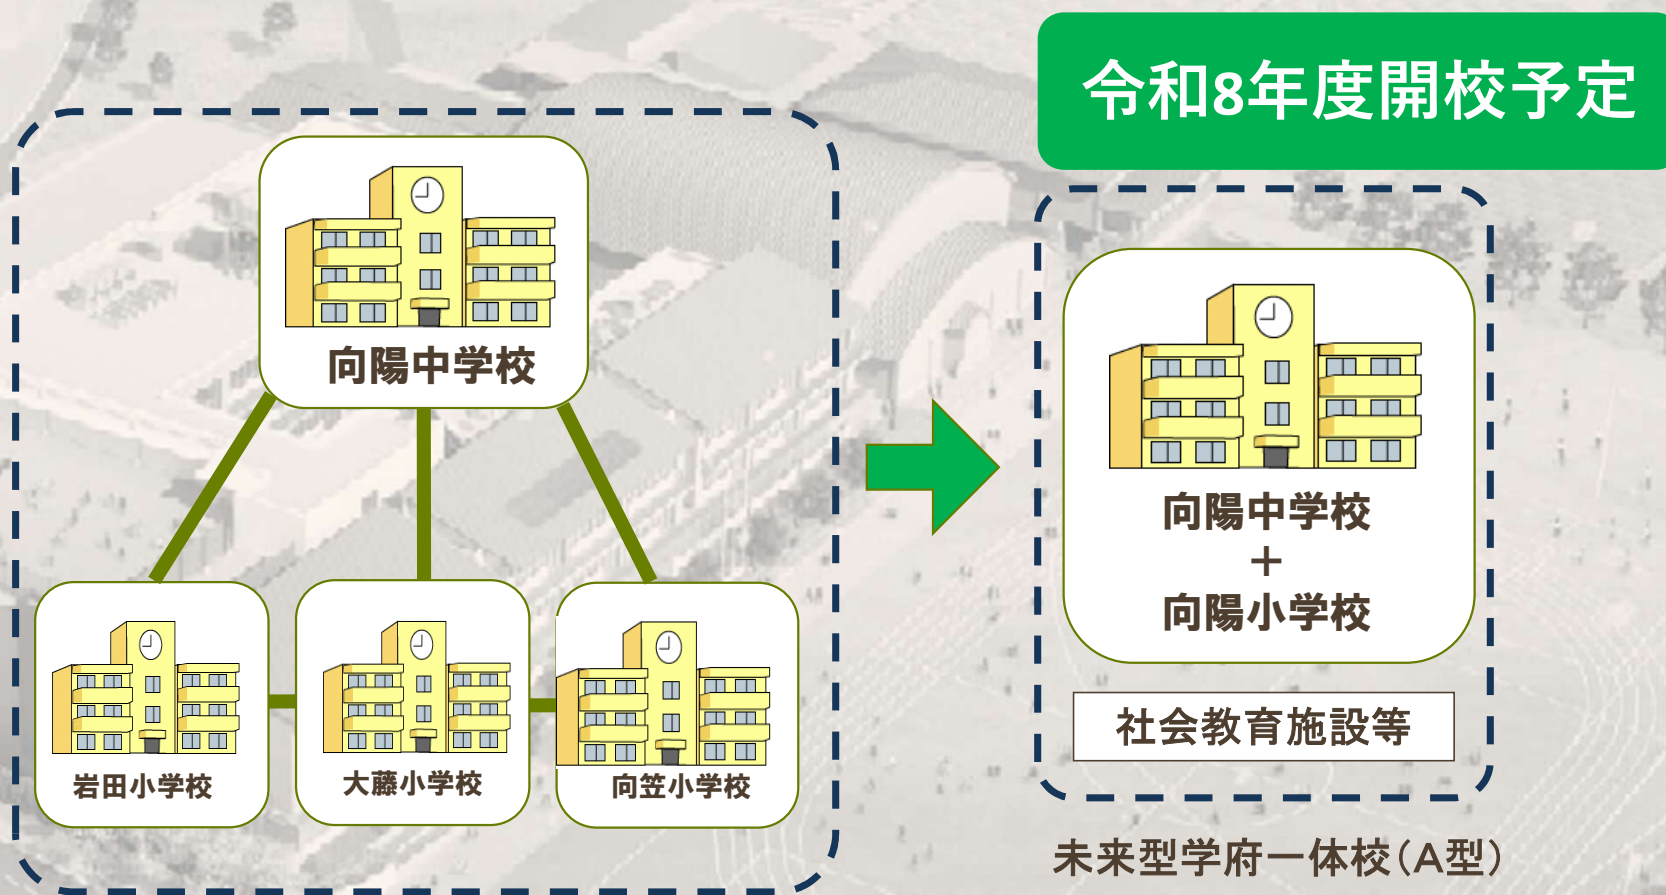 令和8年度開校予定
向陽中学校
岩田小学校
大藤小学校
向笠小学校
向陽中学校
+
向陽小学校
社会教育施設等
未来型学府一体校(A型)